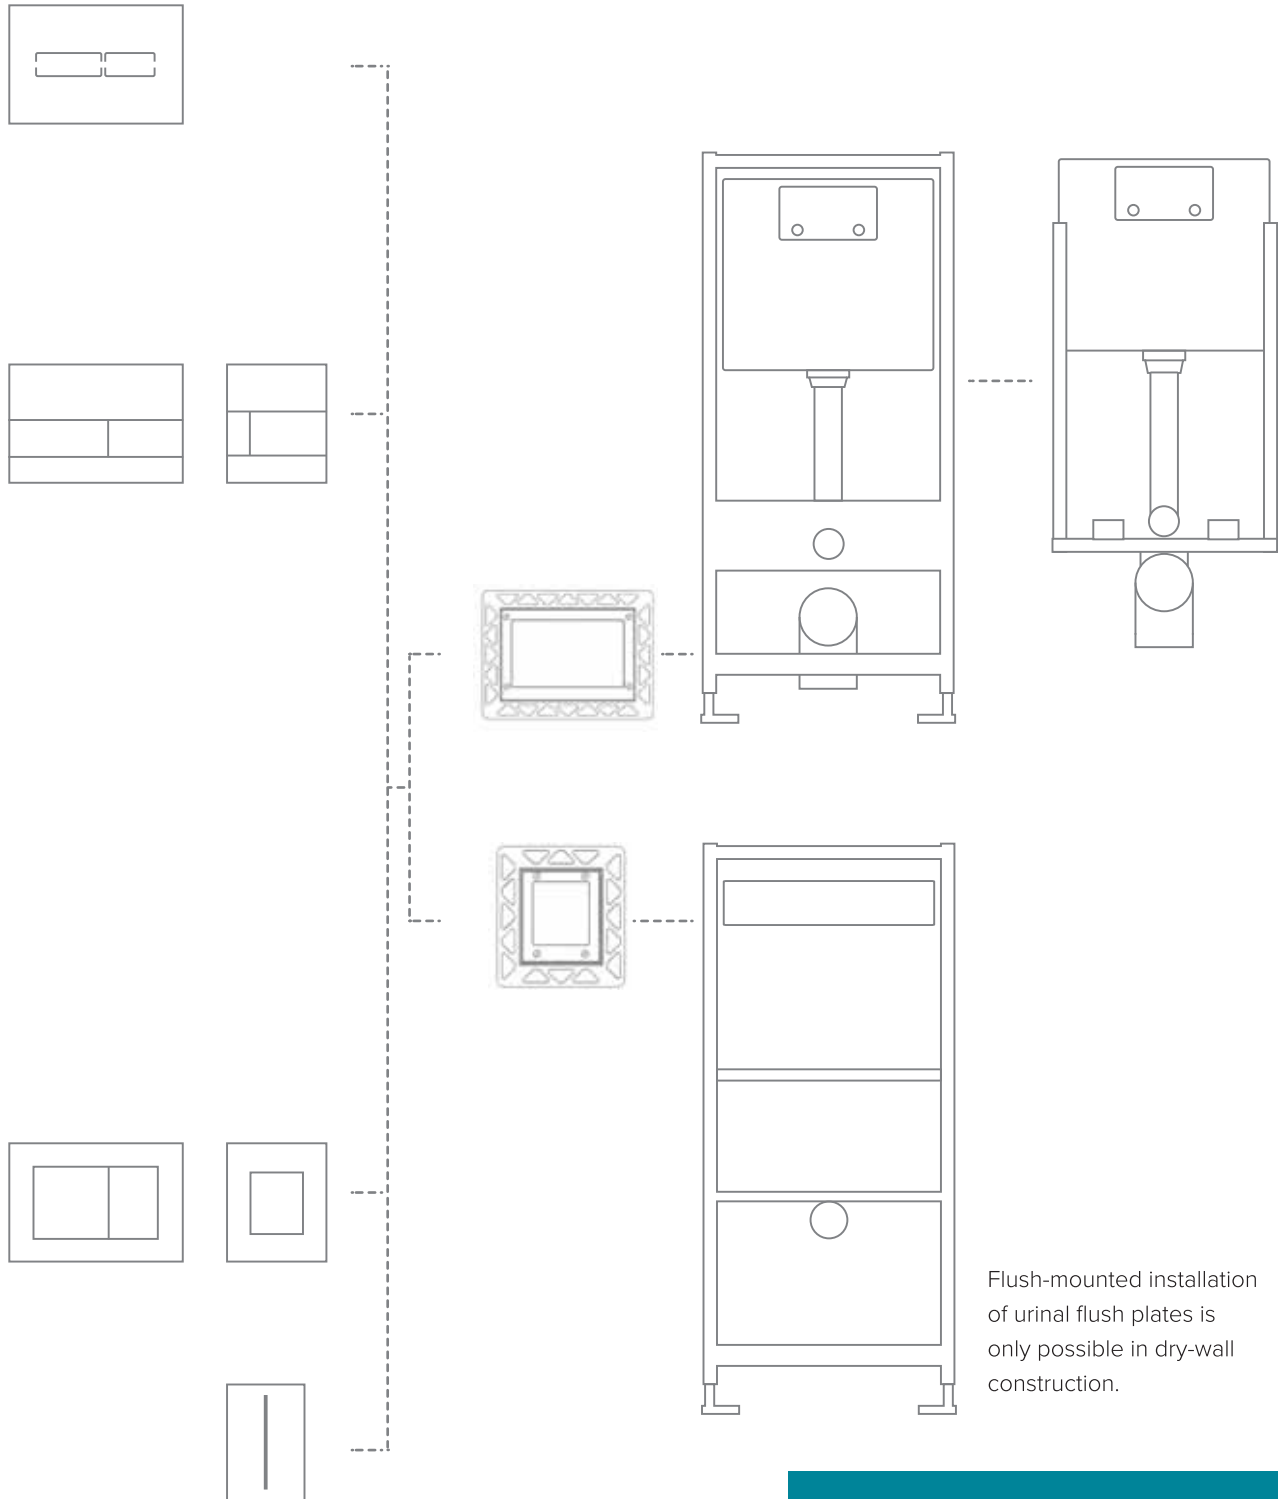 Flush-mounted installation
of urinal flush plates is
only possible in dry-wall
construction.